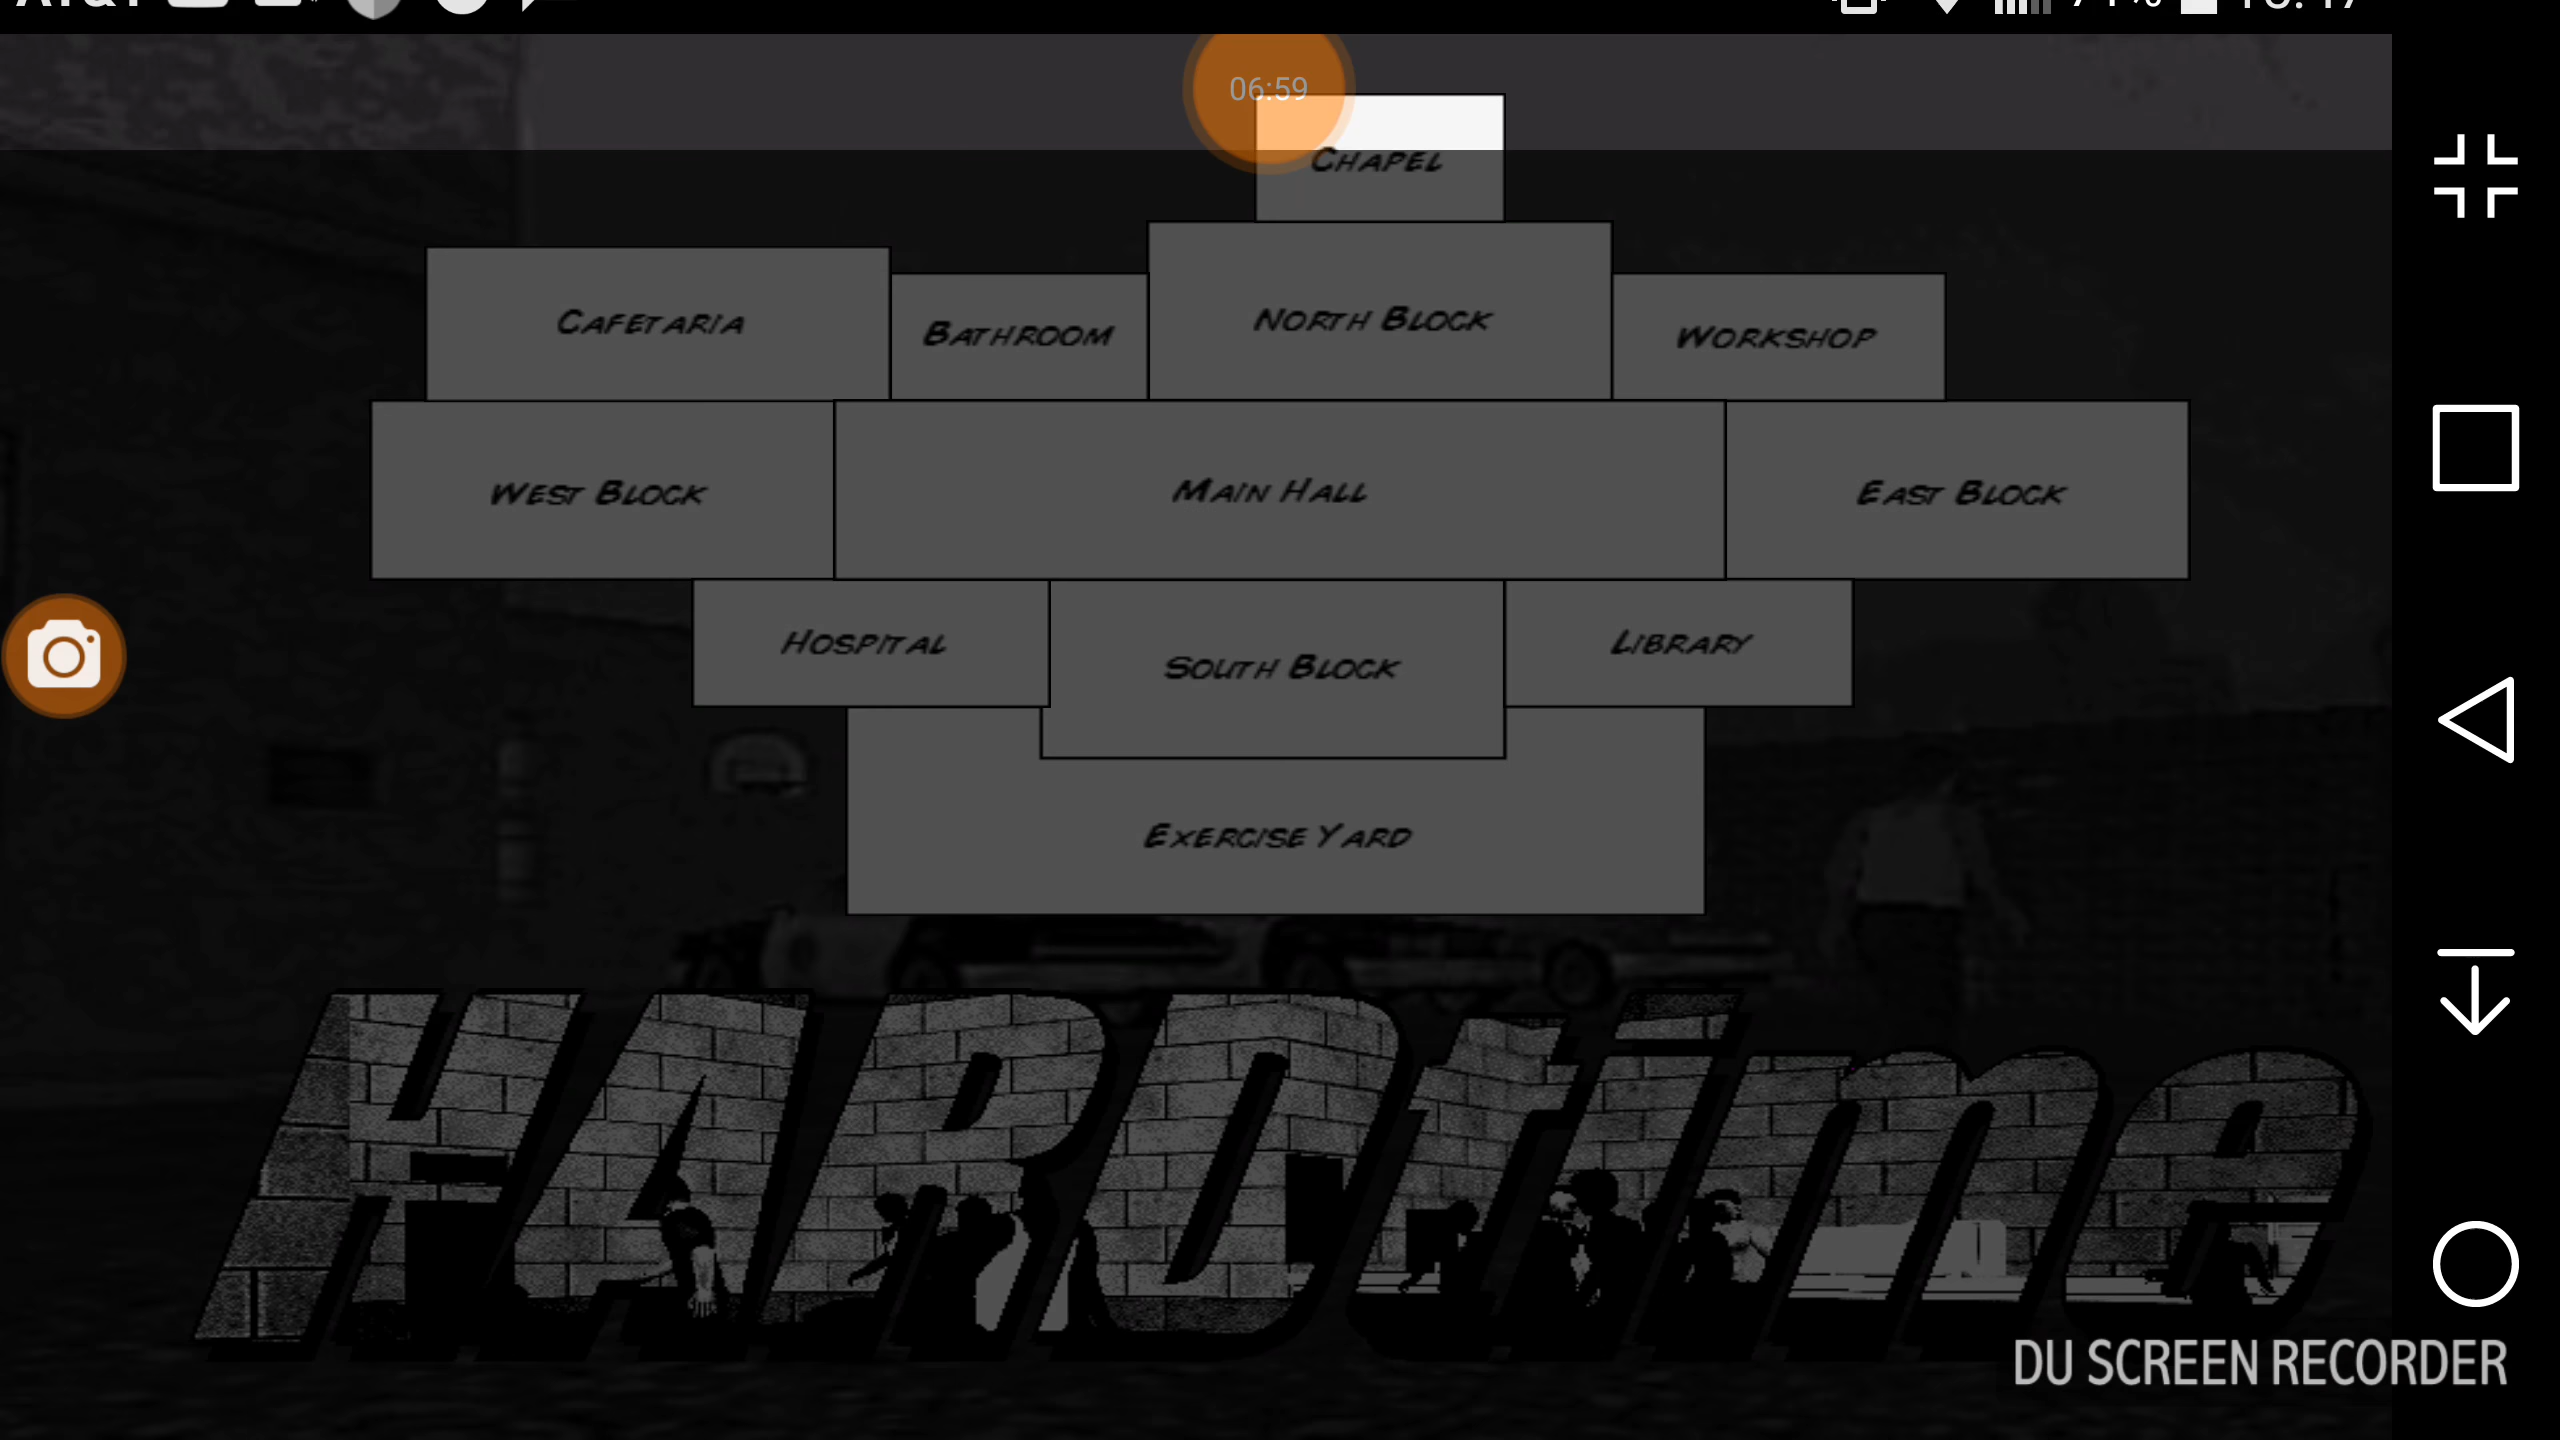 AT&T
06:59
CHAPEL
CAFETARIA
BATHROOM
NORTH BLOCK
WORKSHOP
WEST BLOCK
MAIN HALL
EAST BLOCK
HOSPITAL
SOUTH BLOCK
LIBRARY
EXERCISE YARD
HARDtime
DU SCREEN RECORDER